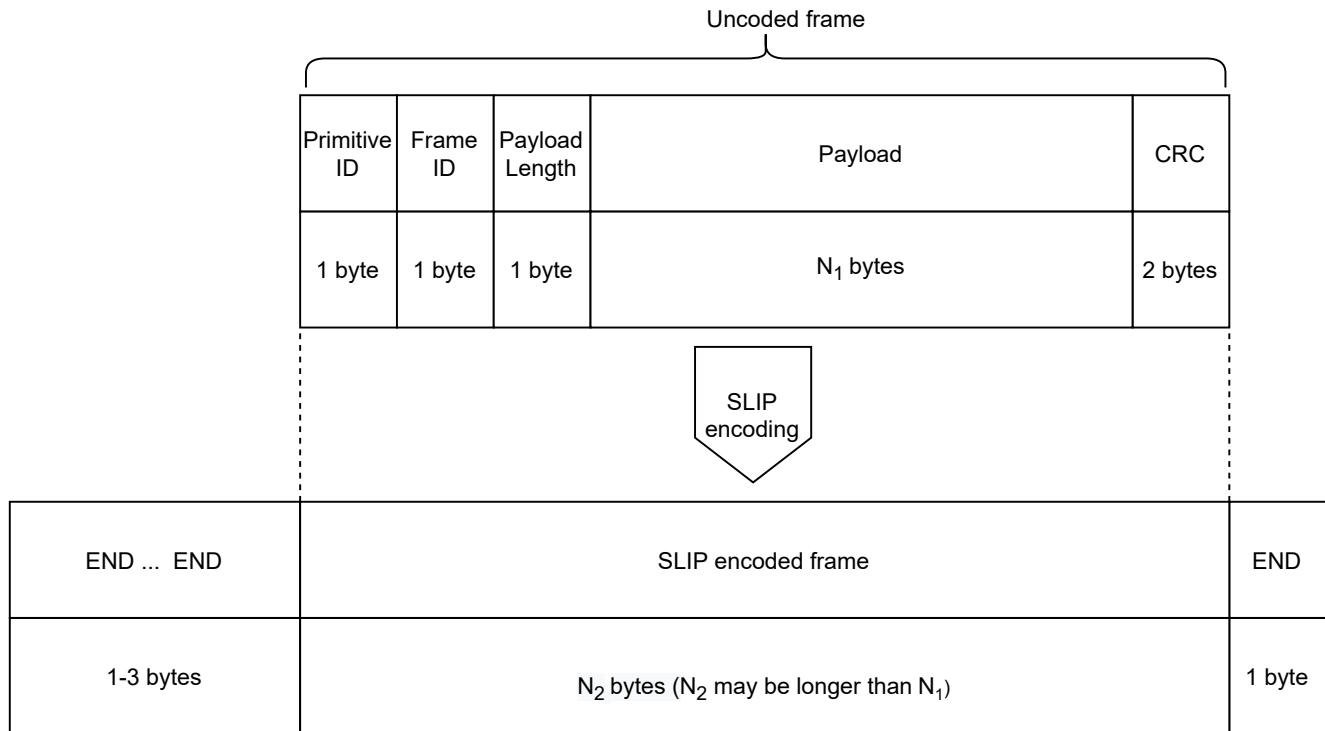 Uncoded frame
Primitive ID
Frame ID
Payload Length
Payload
CRC
1 byte
1 byte
1 byte
N₁ bytes
2 bytes
SLIP
encoding
END ... END
SLIP encoded frame
END
1-3 bytes
N₂ bytes (N₂ may be longer than N₁)
1 byte